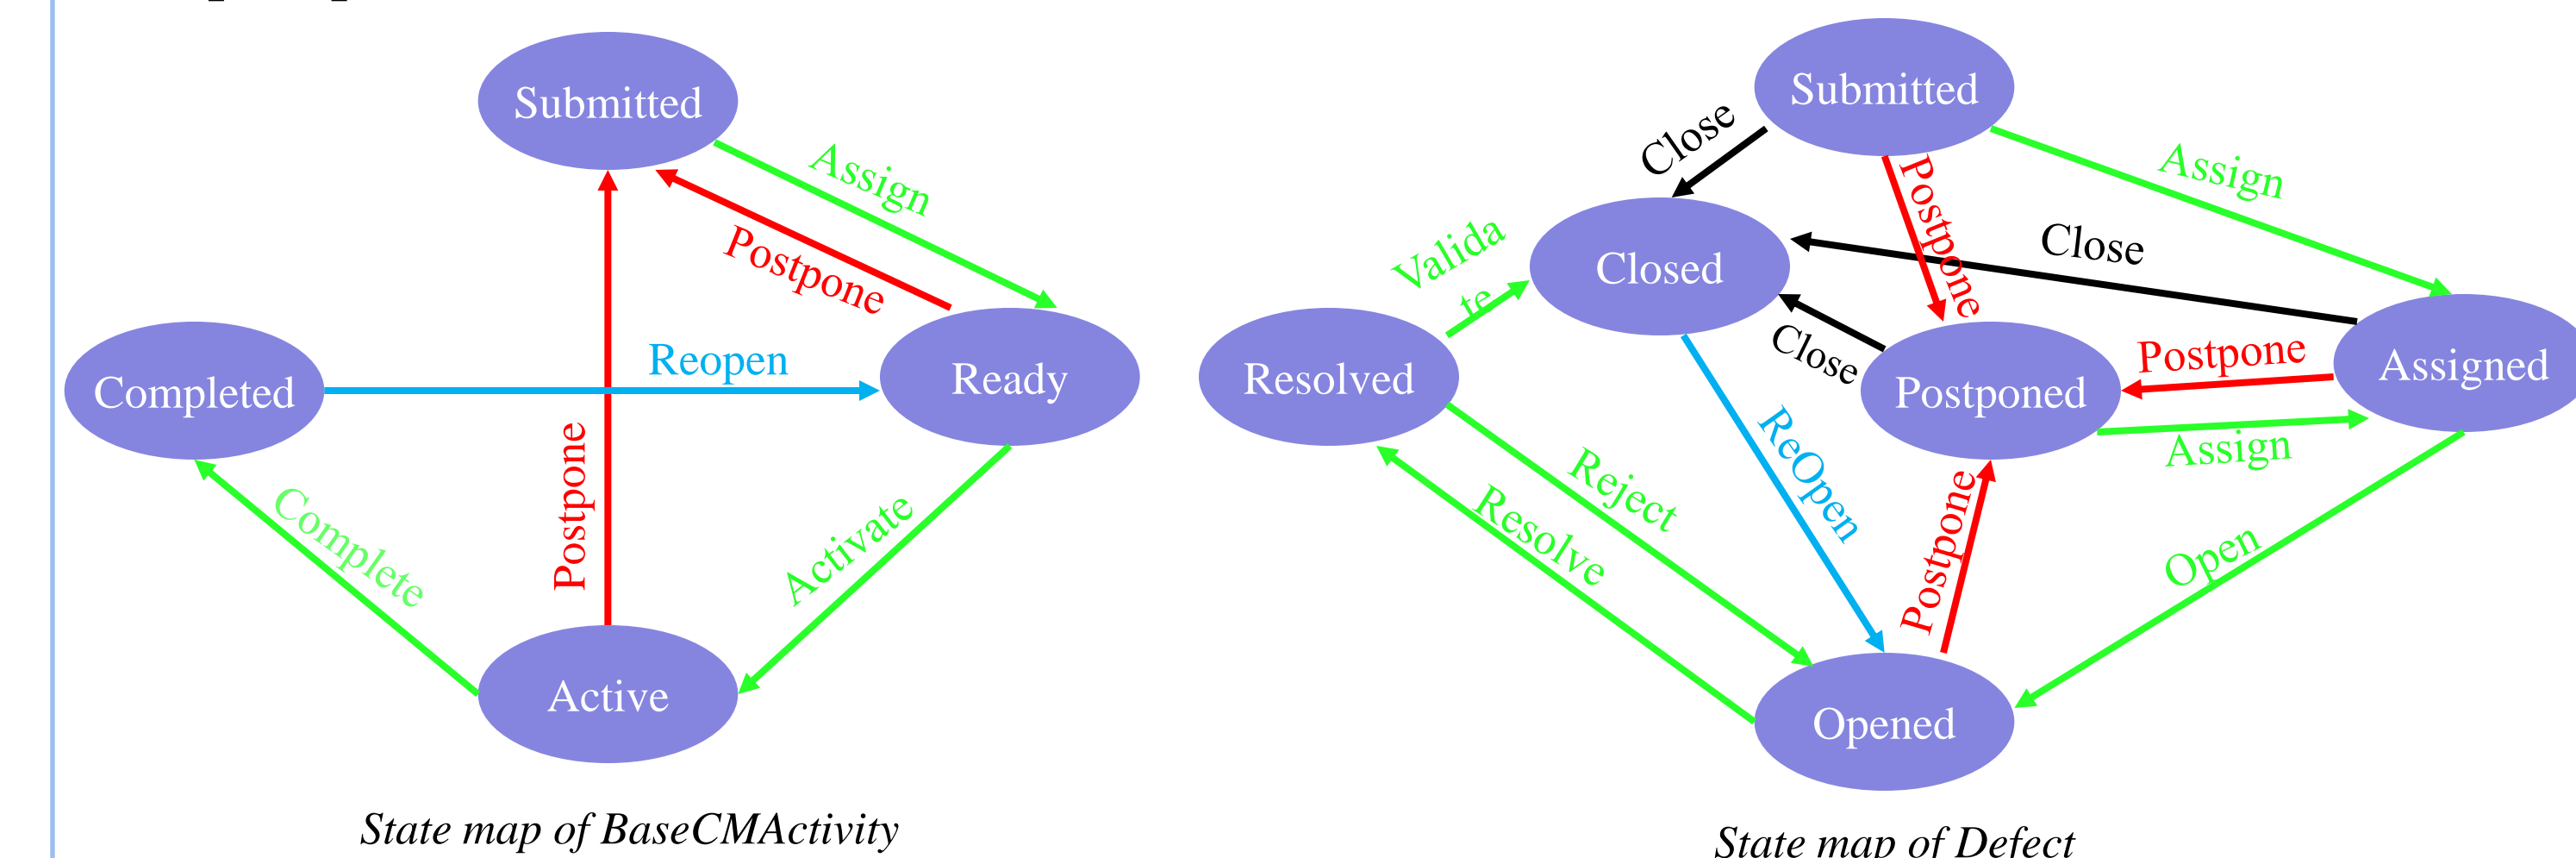 Submitted
Assign
Postpone
Completed
Reopen
Ready
Postpone
Complete
Activate
Active
State map of BaseCMActivity
Submitted
Close
Postpone
Assign
Valida
te
Closed
Close
Close
Resolved
Postponed
Postpone
Assigned
Assign
ReOpen
Reject
Resolve
Postpone
Open
Opened
State map of Defect